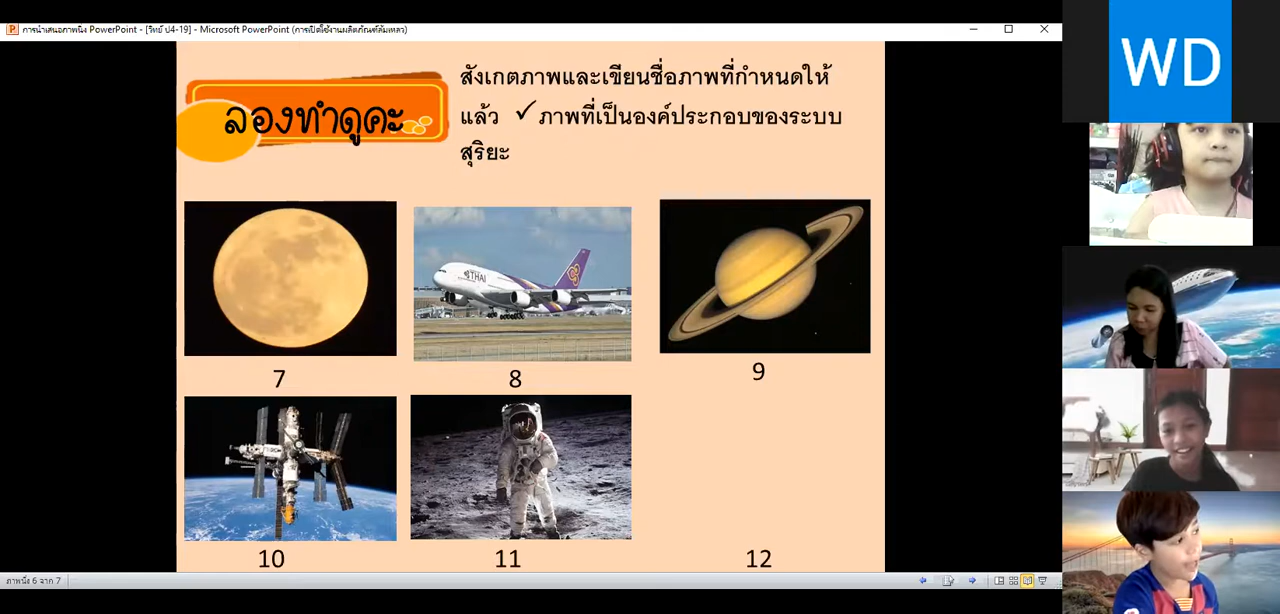 การนำเสนอภาพนิ่ง PowerPoint - [วิทย์ ป4-19] - Microsoft PowerPoint (การเปิดใช้งานผลิตภัณฑ์ล้มเหลว)
ลองทำดูคะ
สังเกตภาพและเขียนชื่อภาพที่กำหนดให้
แล้ว ✓ ภาพที่เป็นองค์ประกอบของระบบ
สุริยะ
THAI
7
8
9
10
11
12
ภาพนิ่ง 6 จาก 7
WD